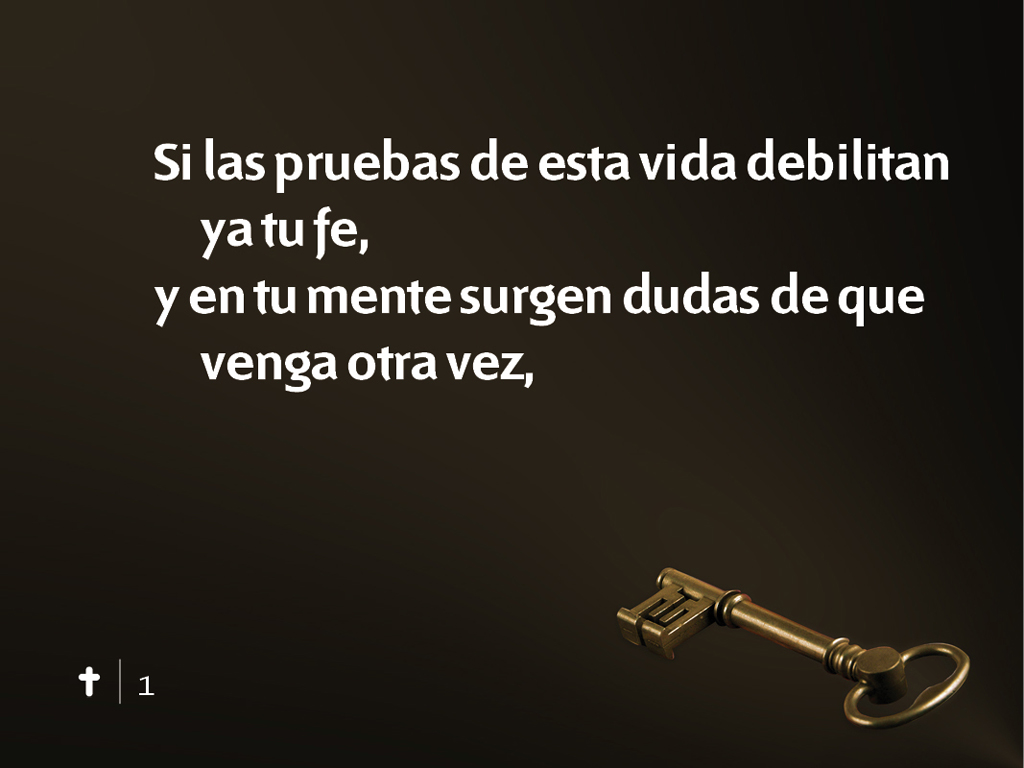 Si las pruebas de esta vida debilitan
ya tu fe,
y en tu mente surgen dudas de que
venga otra vez,
1